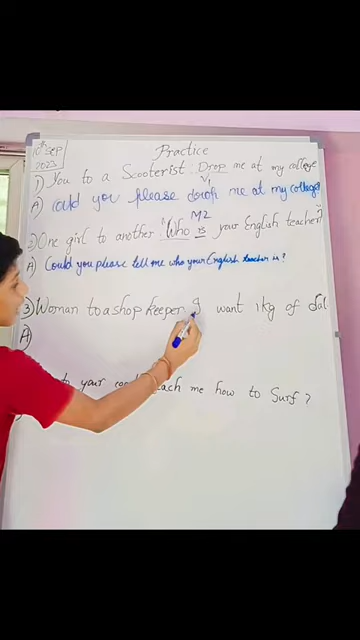 10th Sep
2023
Practice
1) You to a Scooterist Drop me at my college
V1
A) Could you please drop me at my college
M2
2) One girl to another "Who is your English teacher?
A) Could you please tell me who your English teacher is?
3) Woman to a shop keeper I want 1kg of dal
A)
to your teach me how to Surf?